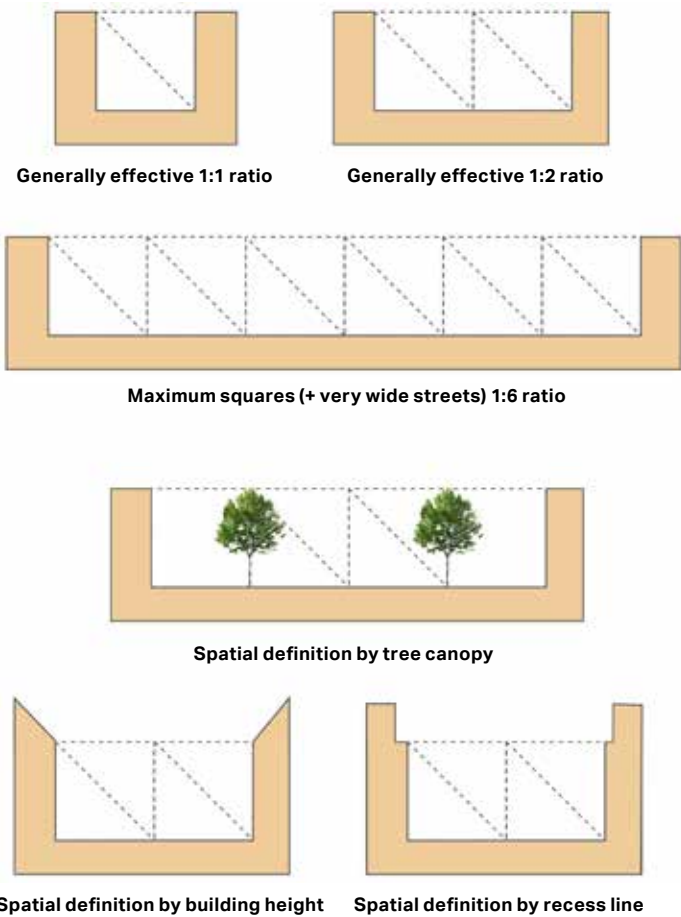 Generally effective 1:1 ratio
Generally effective 1:2 ratio
Maximum squares (+ very wide streets) 1:6 ratio
Spatial definition by tree canopy
Spatial definition by building height
Spatial definition by recess line